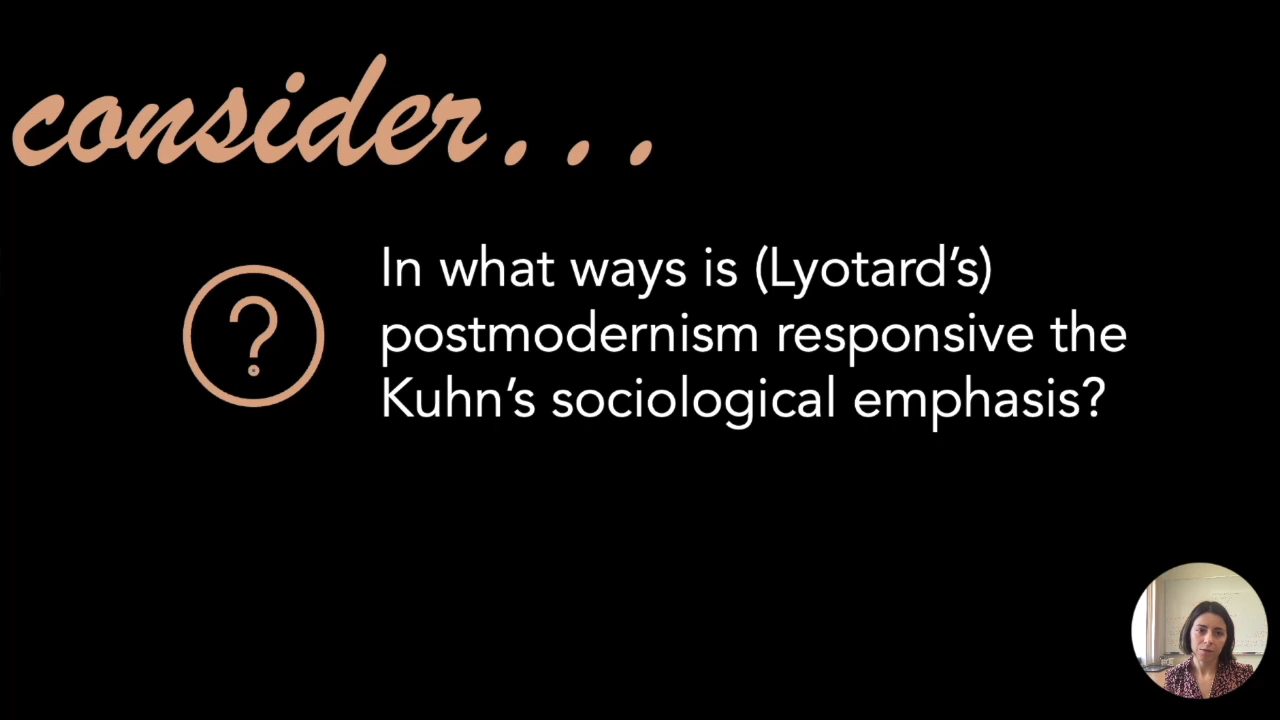 consider...
?
In what ways is (Lyotard’s)
postmodernism responsive the
Kuhn’s sociological emphasis?